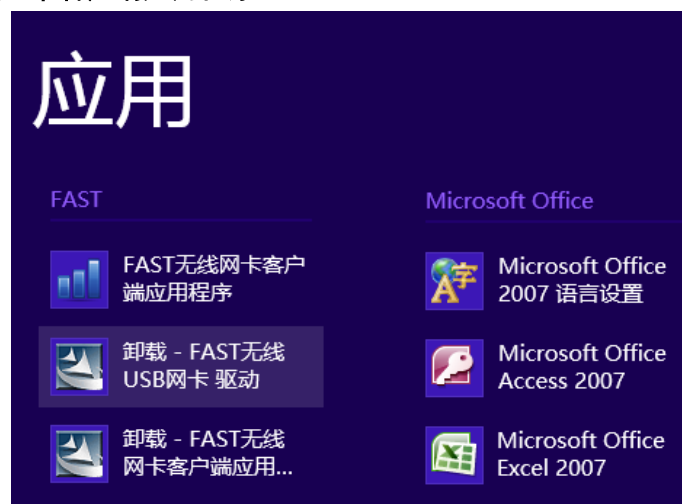 应用
FAST
FAST无线网卡客户
端应用程序
卸载 - FAST无线
USB网卡 驱动
卸载 - FAST无线
网卡客户端应用...
Microsoft Office
Microsoft Office
2007 语言设置
Microsoft Office
Access 2007
Microsoft Office
Excel 2007